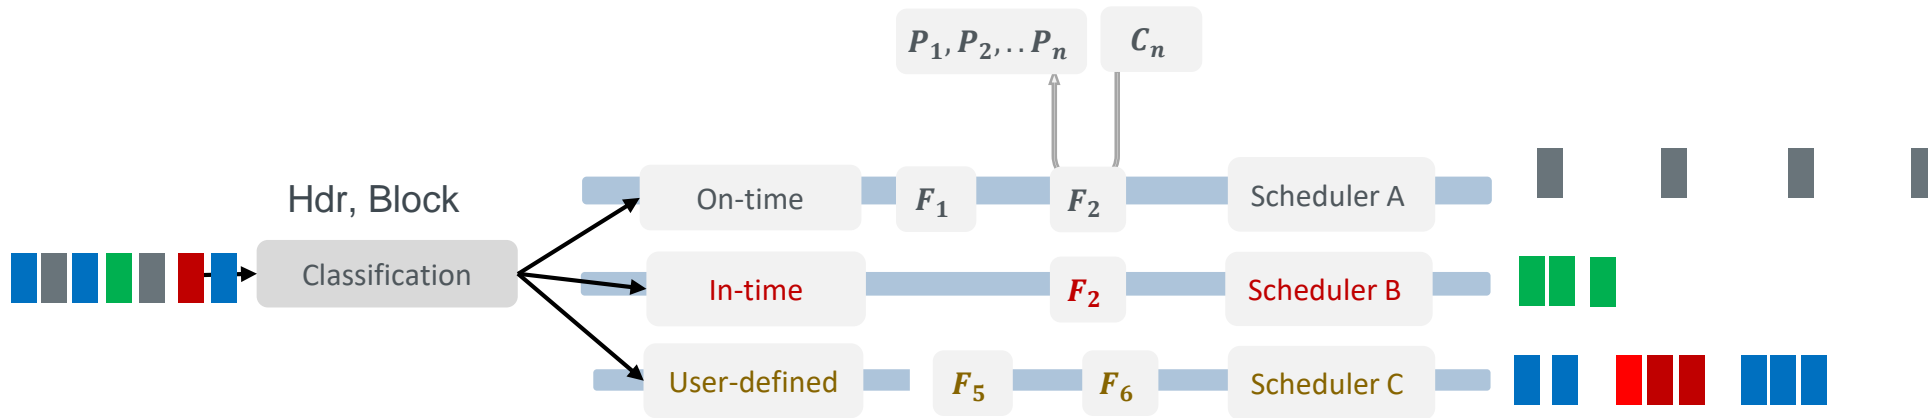 P₁, P₂, . . Pₙ
Cₙ
Hdr, Block
Classification
On-time F₁ F₂ Scheduler A
In-time F₂ Scheduler B
User-defined F₅ F₆ Scheduler C